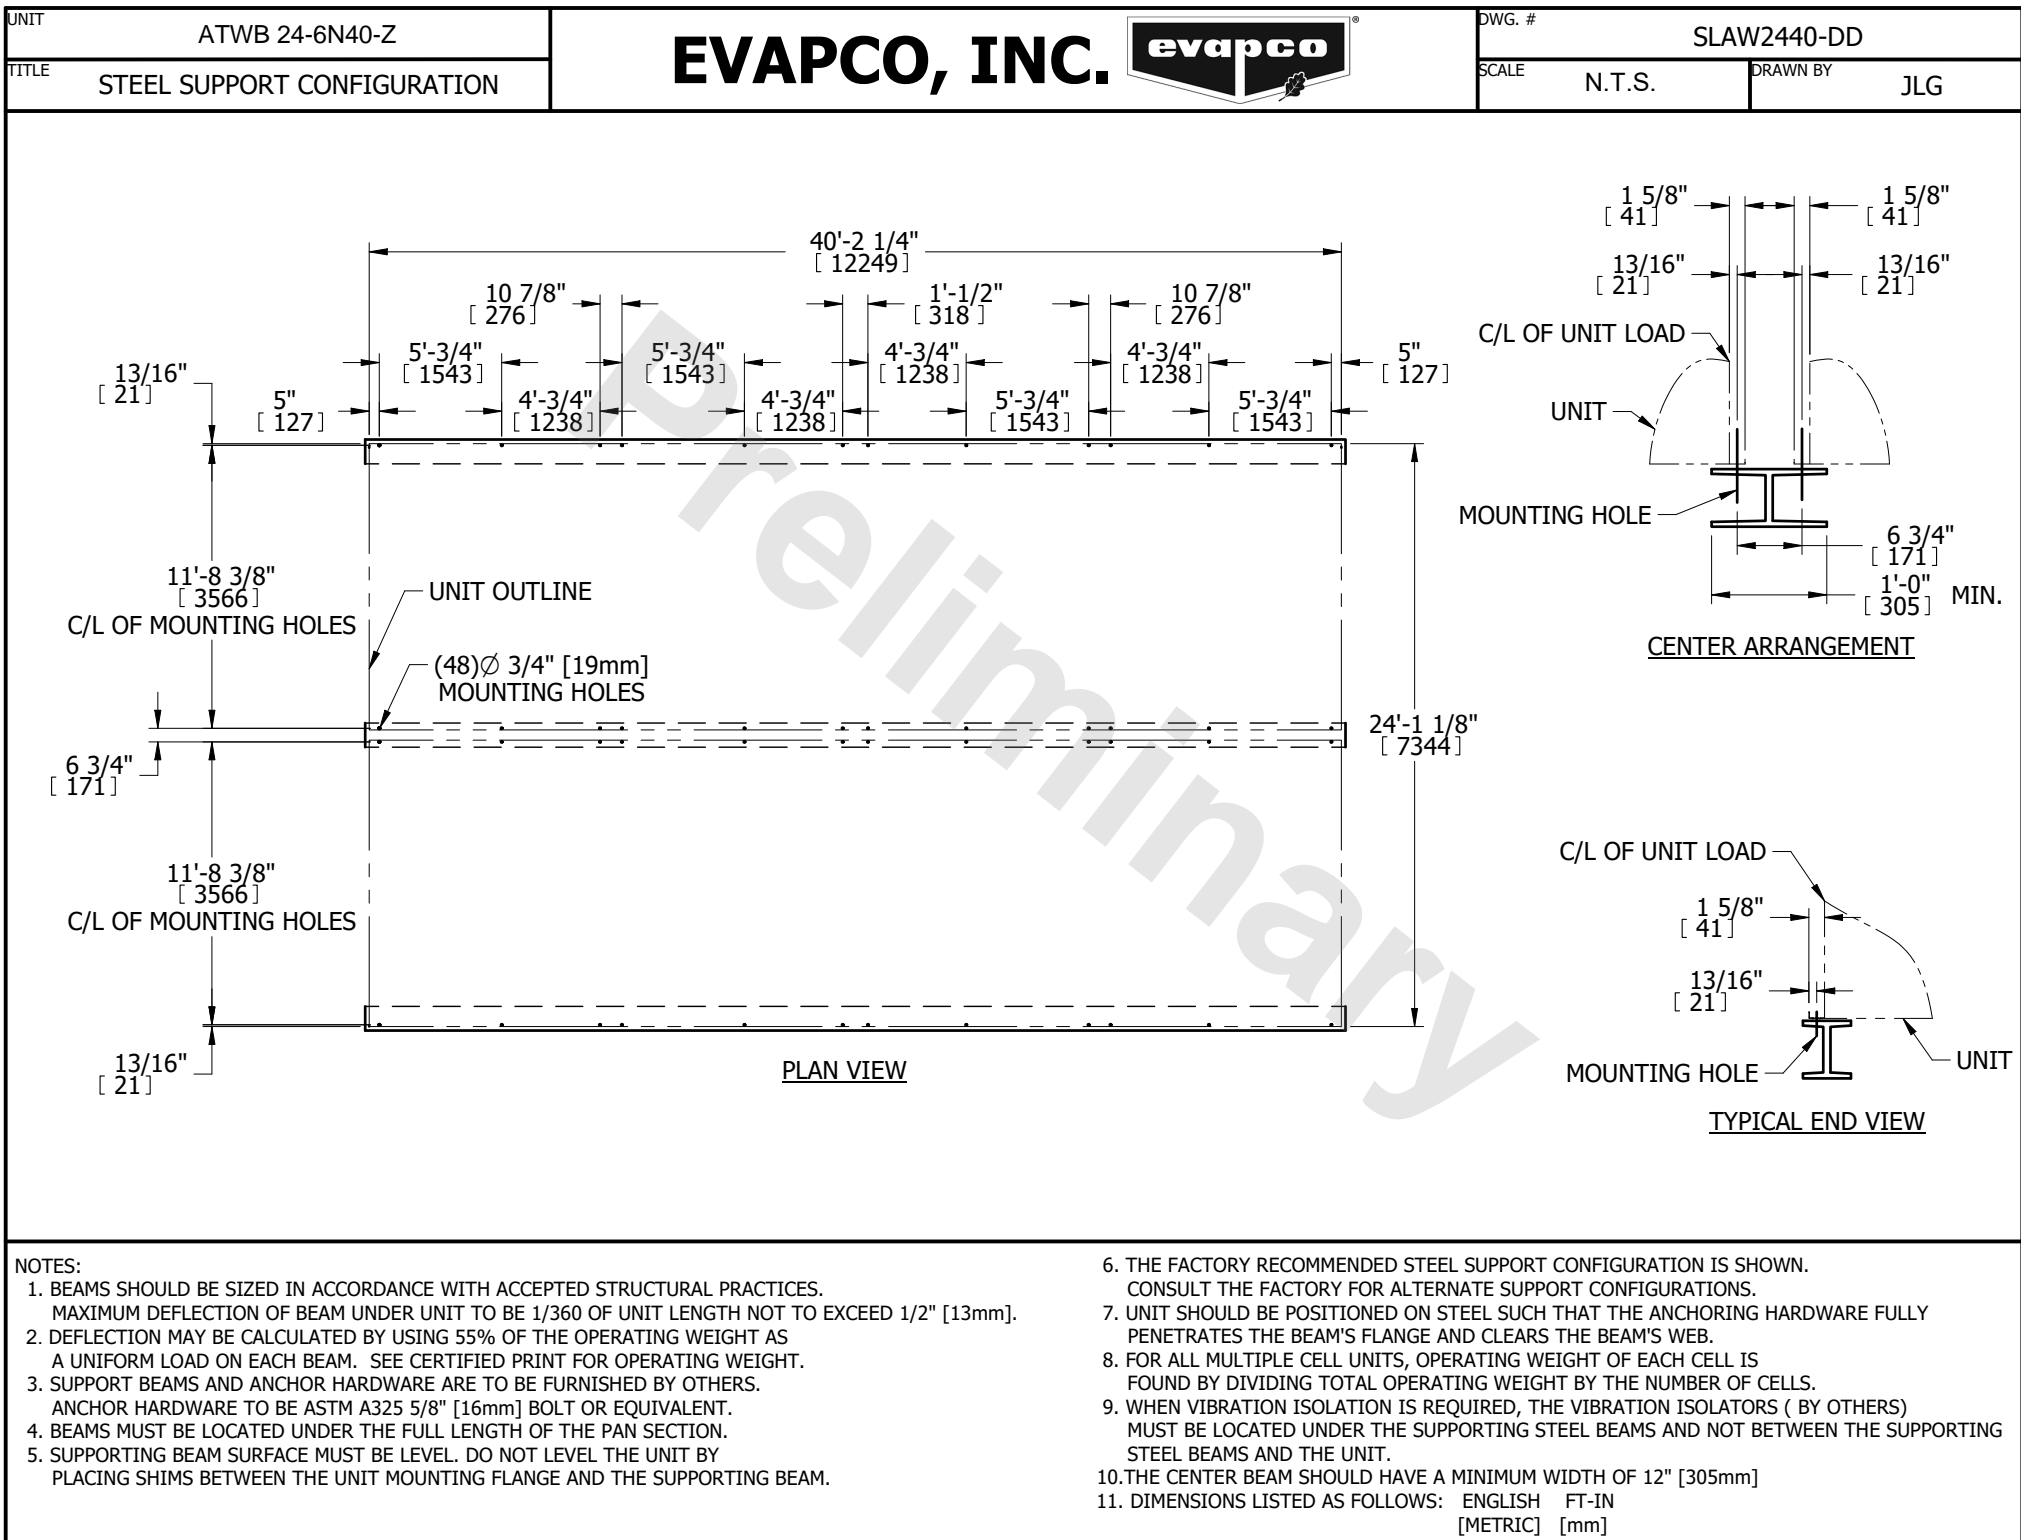 UNIT
ATWB 24-6N40-Z
TITLE
STEEL SUPPORT CONFIGURATION
EVAPCO, INC.
evapco
®
DWG. #
SLAW2440-DD
SCALE
N.T.S.
DRAWN BY
JLG
40'-2 1/4"
[ 12249]
10 7/8"
[ 276]
1'-1/2"
[ 318 ]
10 7/8"
[ 276]
5'-3/4"
[ 1543]
5'-3/4"
[ 1543]
4'-3/4"
[ 1238]
4'-3/4"
[ 1238]
5"
[ 127]
13/16"
[ 21]
5"
[ 127]
4'-3/4"
[ 1238]
4'-3/4"
[ 1238]
5'-3/4"
[ 1543]
5'-3/4"
[ 1543]
11'-8 3/8"
[ 3566]
C/L OF MOUNTING HOLES
UNIT OUTLINE
(48)Ø 3/4" [19mm]
MOUNTING HOLES
6 3/4"
[ 171]
24'-1 1/8"
[ 7344]
11'-8 3/8"
[ 3566]
C/L OF MOUNTING HOLES
13/16"
[ 21]
PLAN VIEW
Preliminary
1 5/8"
[ 41]
1 5/8"
[ 41]
13/16"
[ 21]
13/16"
[ 21]
C/L OF UNIT LOAD
UNIT
MOUNTING HOLE
6 3/4"
[ 171]
1'-0"
[ 305] MIN.
CENTER ARRANGEMENT
C/L OF UNIT LOAD
1 5/8"
[ 41]
13/16"
[ 21]
MOUNTING HOLE
UNIT
TYPICAL END VIEW
NOTES:
1. BEAMS SHOULD BE SIZED IN ACCORDANCE WITH ACCEPTED STRUCTURAL PRACTICES.
MAXIMUM DEFLECTION OF BEAM UNDER UNIT TO BE 1/360 OF UNIT LENGTH NOT TO EXCEED 1/2" [13mm].
2. DEFLECTION MAY BE CALCULATED BY USING 55% OF THE OPERATING WEIGHT AS
A UNIFORM LOAD ON EACH BEAM. SEE CERTIFIED PRINT FOR OPERATING WEIGHT.
3. SUPPORT BEAMS AND ANCHOR HARDWARE ARE TO BE FURNISHED BY OTHERS.
ANCHOR HARDWARE TO BE ASTM A325 5/8" [16mm] BOLT OR EQUIVALENT.
4. BEAMS MUST BE LOCATED UNDER THE FULL LENGTH OF THE PAN SECTION.
5. SUPPORTING BEAM SURFACE MUST BE LEVEL. DO NOT LEVEL THE UNIT BY
PLACING SHIMS BETWEEN THE UNIT MOUNTING FLANGE AND THE SUPPORTING BEAM.
6. THE FACTORY RECOMMENDED STEEL SUPPORT CONFIGURATION IS SHOWN.
CONSULT THE FACTORY FOR ALTERNATE SUPPORT CONFIGURATIONS.
7. UNIT SHOULD BE POSITIONED ON STEEL SUCH THAT THE ANCHORING HARDWARE FULLY
PENETRATES THE BEAM'S FLANGE AND CLEARS THE BEAM'S WEB.
8. FOR ALL MULTIPLE CELL UNITS, OPERATING WEIGHT OF EACH CELL IS
FOUND BY DIVIDING TOTAL OPERATING WEIGHT BY THE NUMBER OF CELLS.
9. WHEN VIBRATION ISOLATION IS REQUIRED, THE VIBRATION ISOLATORS ( BY OTHERS)
MUST BE LOCATED UNDER THE SUPPORTING STEEL BEAMS AND NOT BETWEEN THE SUPPORTING
STEEL BEAMS AND THE UNIT.
10.THE CENTER BEAM SHOULD HAVE A MINIMUM WIDTH OF 12" [305mm]
11. DIMENSIONS LISTED AS FOLLOWS: ENGLISH FT-IN
[METRIC] [mm]